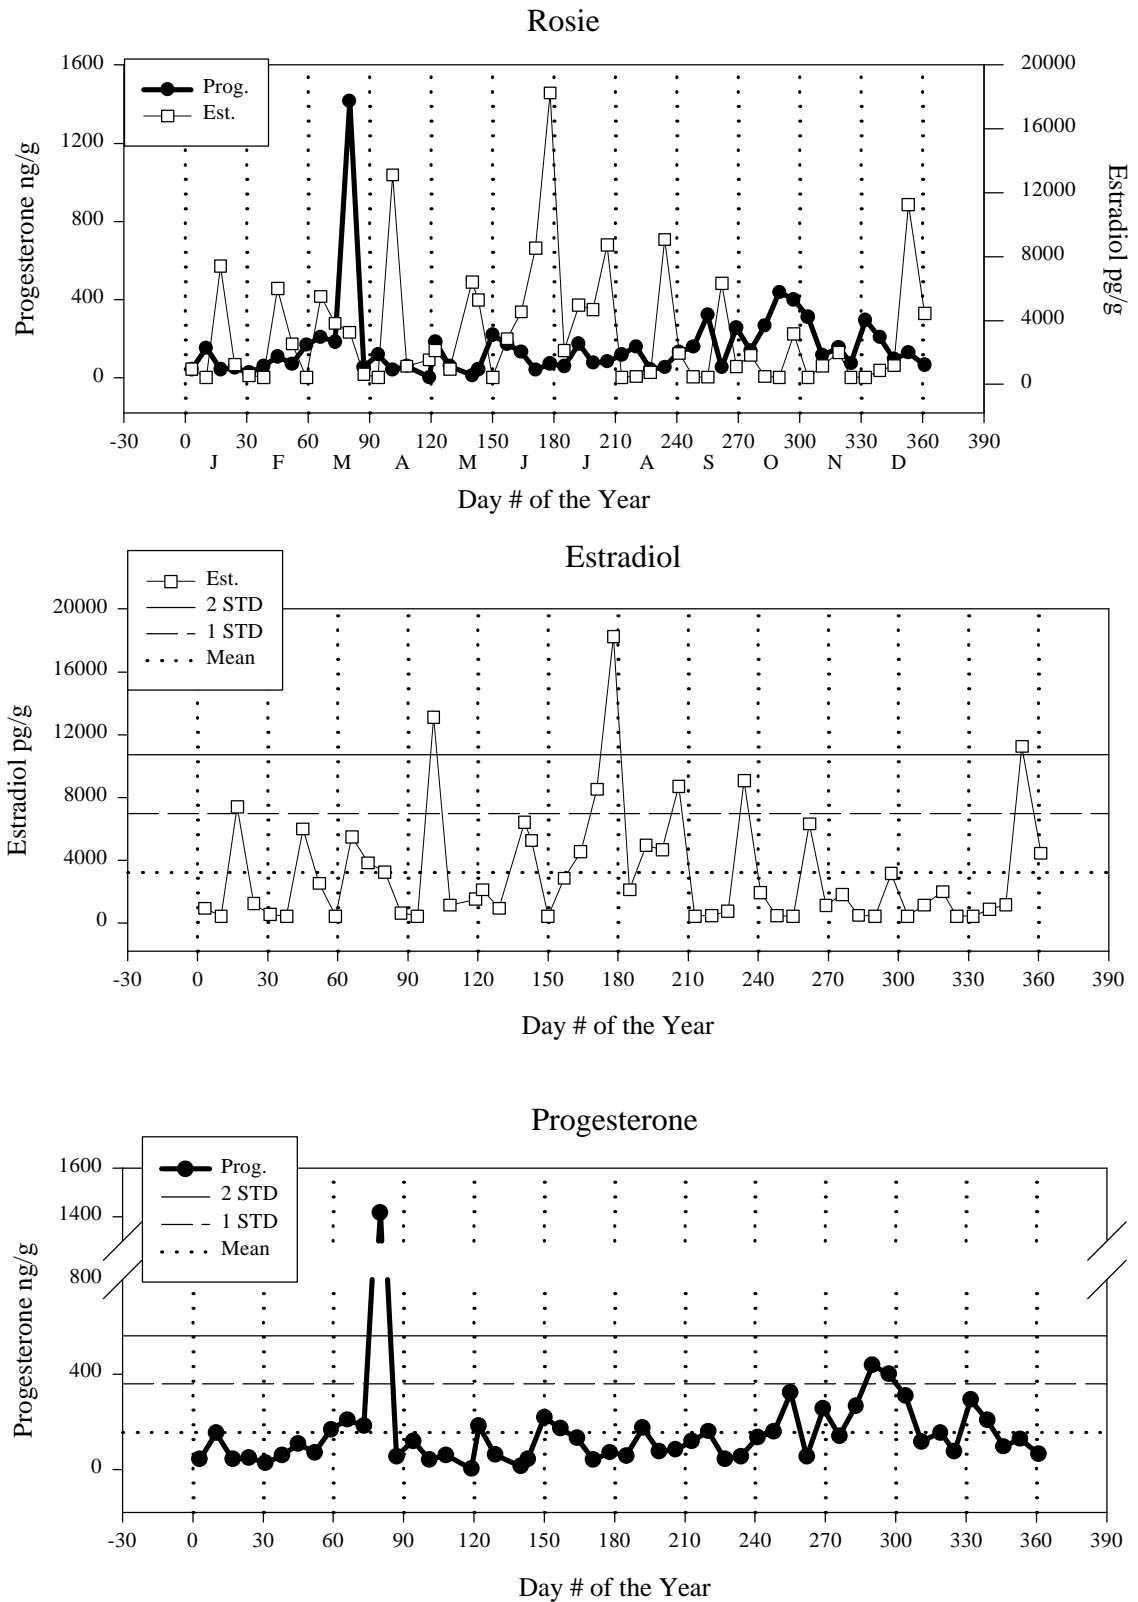 Rosie
1600 20000
Prog.
Est.
16000
1200
12000
800
8000
400
4000
0
0
Progesterone ng/g
Estradiol pg/g
-30 0 30 60 90 120 150 180 210 240 270 300 330 360 390
J F M A M J J A S O N D
Day # of the Year
Estradiol
Est.
2 STD
1 STD
Mean
20000
16000
12000
8000
4000
0
Estradiol pg/g
-30 0 30 60 90 120 150 180 210 240 270 300 330 360 390
Day # of the Year
Progesterone
Prog.
2 STD
1 STD
Mean
1600
1400
800
400
0
Progesterone ng/g
-30 0 30 60 90 120 150 180 210 240 270 300 330 360 390
Day # of the Year